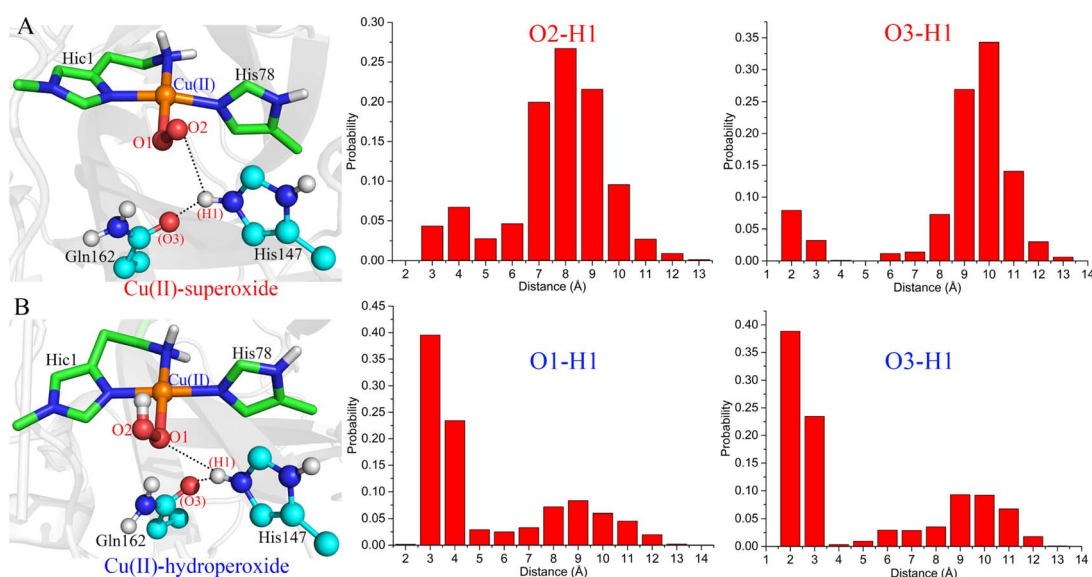 A
Hic1
His78
Cu(II)
O2
O1
(H1)
(O3)
Gln162
His147
Cu(II)-superoxide
O2-H1
0.30
0.25
0.20
0.15
0.10
0.05
0.00
Probability
2 3 4 5 6 7 8 9 10 11 12 13
Distance (Å)
O3-H1
0.35
0.30
0.25
0.20
0.15
0.10
0.05
0.00
Probability
1 2 3 4 5 6 7 8 9 10 11 12 13 14
Distance (Å)
B
Hic1
His78
Cu(II)
O2
O1
(H1)
(O3)
Gln162
His147
Cu(II)-hydroperoxide
O1-H1
0.45
0.40
0.35
0.30
0.25
0.20
0.15
0.10
0.05
0.00
Probability
2 3 4 5 6 7 8 9 10 11 12 13 14
Distance (Å)
O3-H1
0.40
0.35
0.30
0.25
0.20
0.15
0.10
0.05
0.00
Probability
2 3 4 5 6 7 8 9 10 11 12 13 14
Distance (Å)